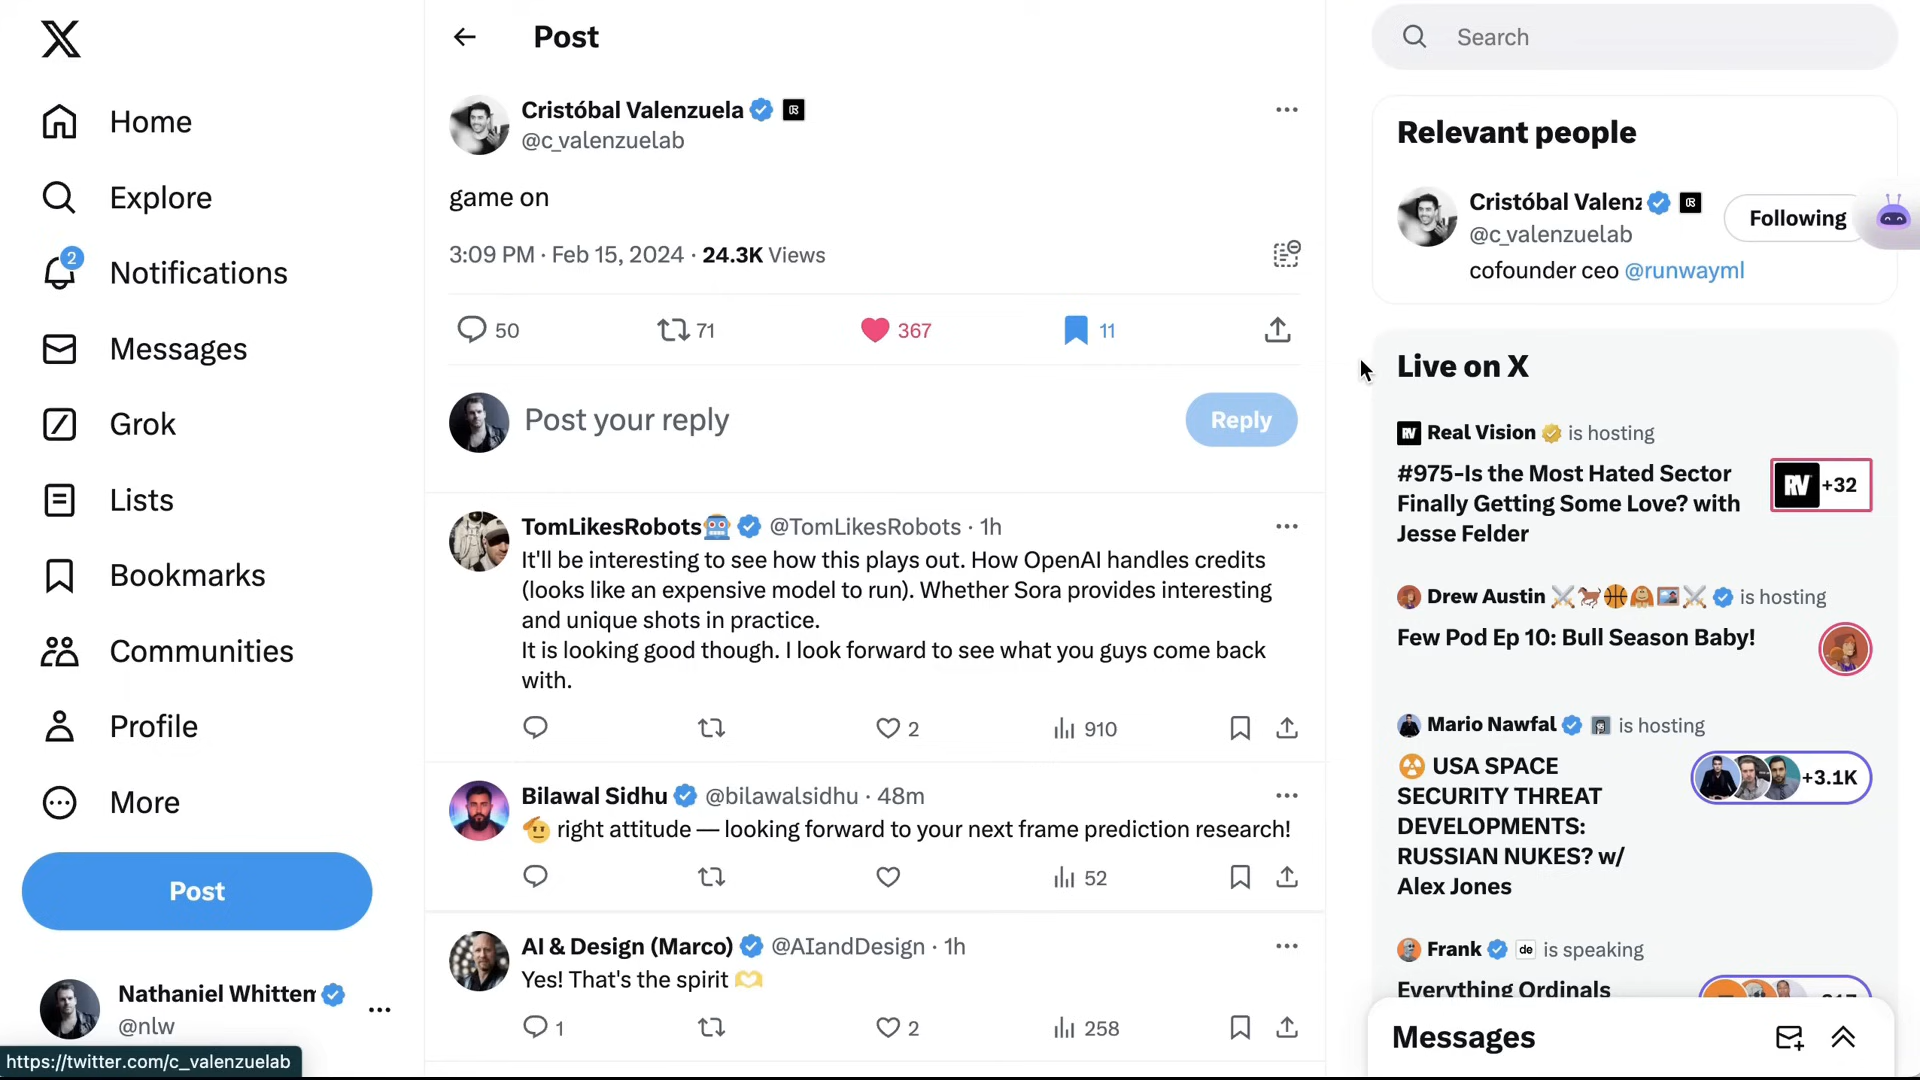 Home
Explore
2
Notifications
Messages
Grok
Lists
Bookmarks
Communities
Profile
More
Post
Nathaniel Whittem
@nlw
https://twitter.com/c_valenzuelab
Post
Cristóbal Valenzuela
@c_valenzuelab
game on
3:09 PM · Feb 15, 2024 · 24.3K Views
50 71 367 11
Post your reply
Reply
TomLikesRobots @TomLikesRobots · 1h
It'll be interesting to see how this plays out. How OpenAI handles credits
(looks like an expensive model to run). Whether Sora provides interesting
and unique shots in practice.
It is looking good though. I look forward to see what you guys come back
with.
2 910
Bilawal Sidhu @bilawalsidhu · 48m
right attitude — looking forward to your next frame prediction research!
52
AI & Design (Marco) @AIandDesign · 1h
Yes! That's the spirit
1 2 258
Search
Relevant people
Cristóbal Valenz
@c_valenzuelab
Following
cofounder ceo @runwayml
Live on X
RV Real Vision is hosting
#975-Is the Most Hated Sector
Finally Getting Some Love? with
Jesse Felder
RV +32
Drew Austin is hosting
Few Pod Ep 10: Bull Season Baby!
Mario Nawfal is hosting
USA SPACE
SECURITY THREAT
DEVELOPMENTS:
RUSSIAN NUKES? w/
Alex Jones
+3.1K
Frank de is speaking
Everything Ordinals
Messages